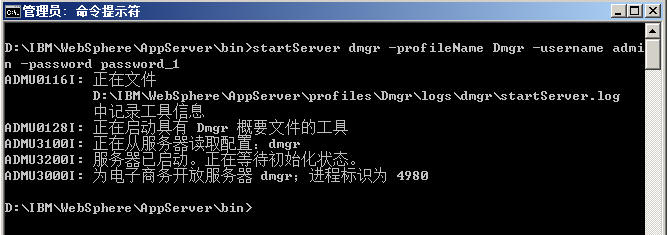 管理员: 命令提示符
D:\IBM\WebSphere\AppServer\bin>startServer dmgr -profileName Dmgr -username admi
n -password password_1
ADMU0116I: 正在文件
D:\IBM\WebSphere\AppServer\profiles\Dmgr\logs\dmgr\startServer.log
中记录工具信息
ADMU0128I: 正在启动具有 Dmgr 概要文件的工具
ADMU3100I: 正在从服务器读取配置: dmgr
ADMU3200I: 服务器已启动。正在等待初始化状态。
ADMU3000I: 为电子商务开放服务器 dmgr; 进程标识为 4980
D:\IBM\WebSphere\AppServer\bin>